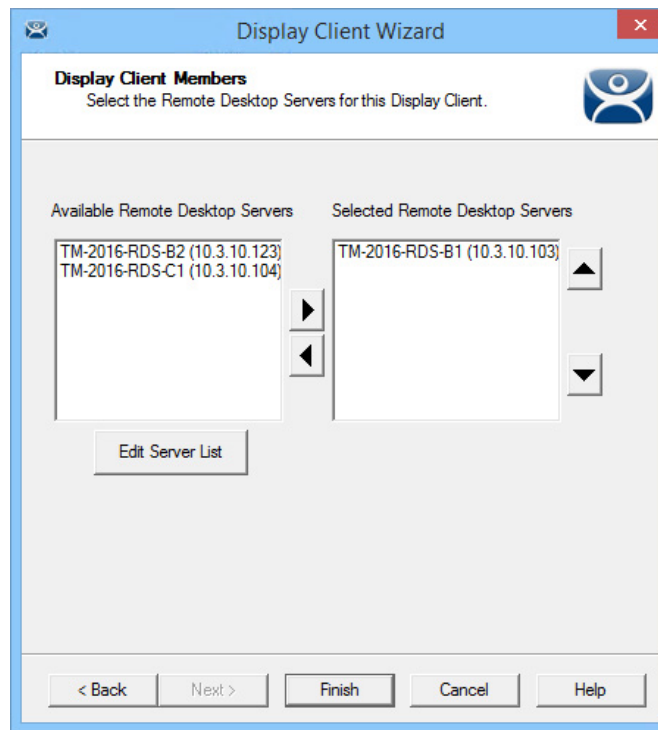 Display Client Wizard
Display Client Members
Select the Remote Desktop Servers for this Display Client.
Available Remote Desktop Servers
Selected Remote Desktop Servers
TM-2016-RDS-B2 (10.3.10.123)
TM-2016-RDS-C1 (10.3.10.104)
TM-2016-RDS-B1 (10.3.10.103)
Edit Server List
< Back
Next >
Finish
Cancel
Help